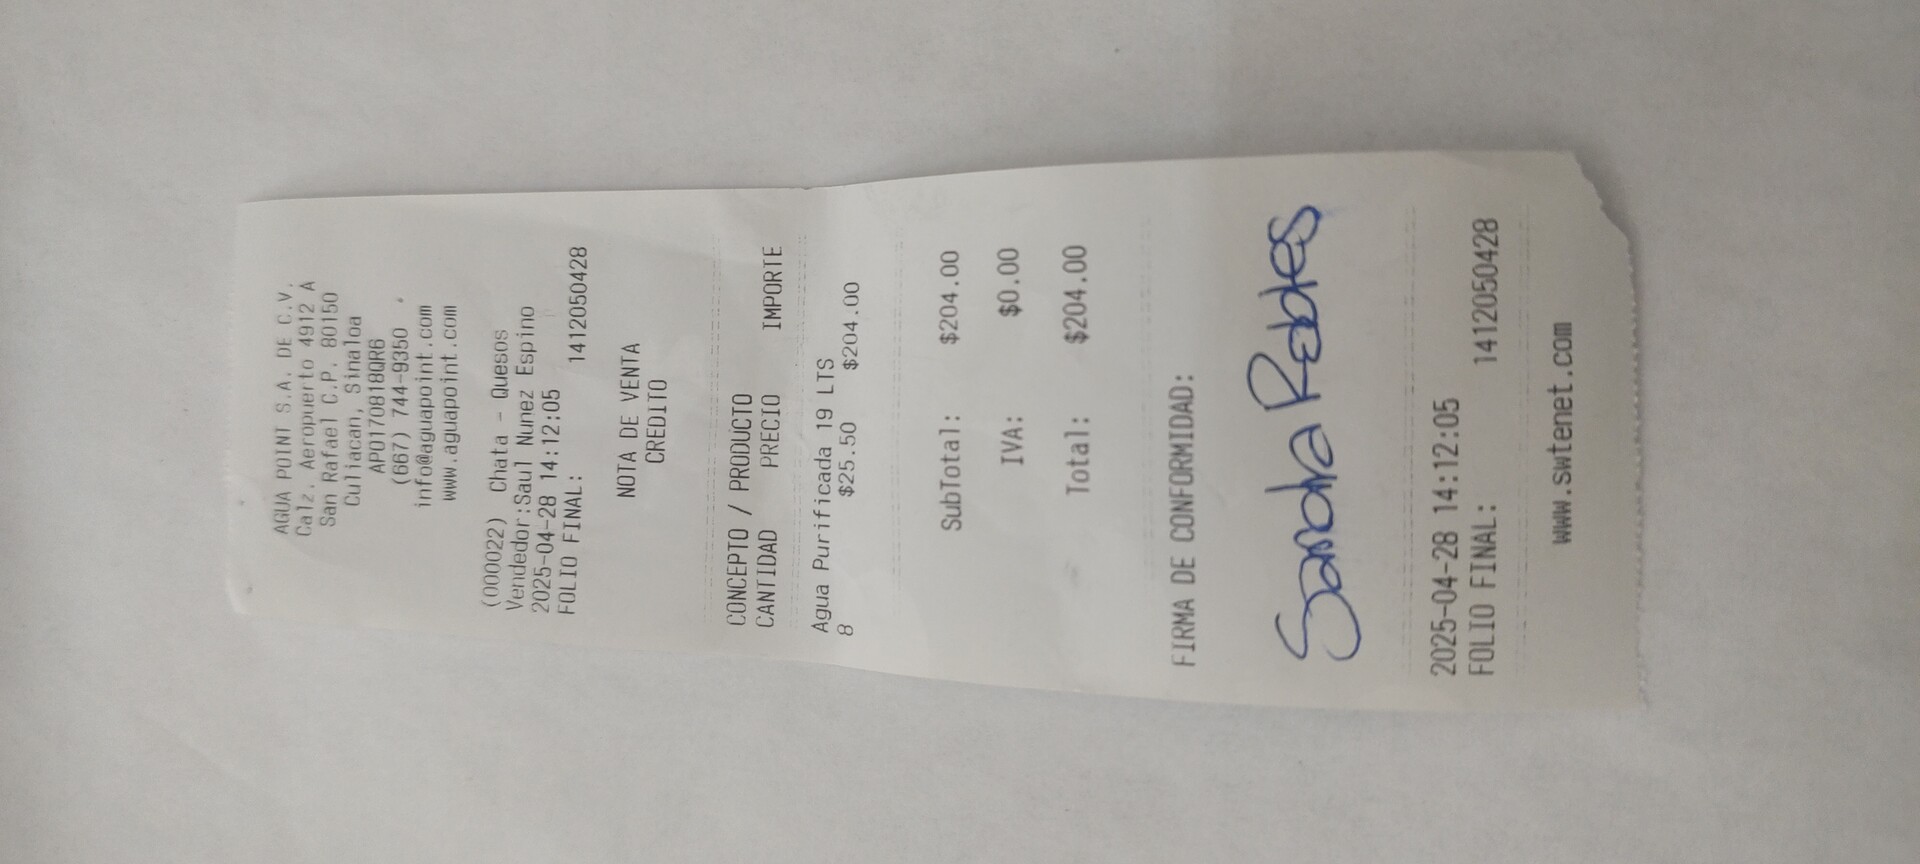 AGUA POINT S.A. DE C.V.
Calz. Aeropuerto 4912 A
San Rafael C.P. 80150
Culiacan, Sinaloa
APO170818QR6
(667) 744-9350
info@aguapoint.com
www.aguapoint.com
(000022) Chata - Quesos
Vendedor:Saul Nunez Espino
2025-04-28 14:12:05
FOLIO FINAL: 1412050428
NOTA DE VENTA
CREDITO
CONCEPTO / PRODUCTO
CANTIDAD PRECIO IMPORTE
Agua Purificada 19 LTS
8 $25.50 $204.00
SubTotal: $204.00
IVA: $0.00
Total: $204.00
FIRMA DE CONFORMIDAD:
Sandra
2025-04-28 14:12:05
FOLIO FINAL: 1412050428
www.swtenet.com